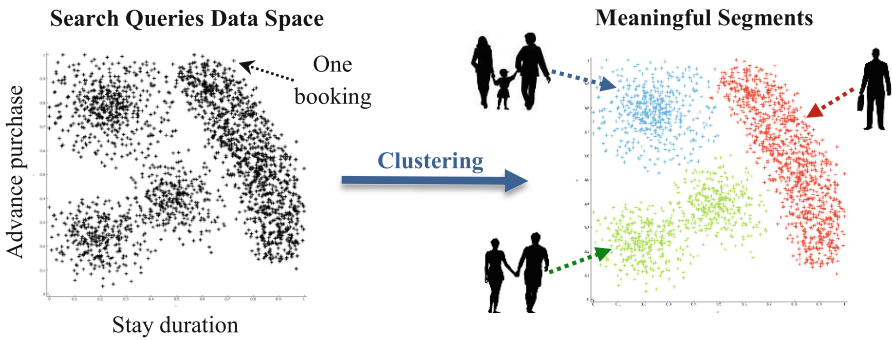 Search Queries Data Space
Meaningful Segments
One
booking
Advance purchase
Clustering
Stay duration